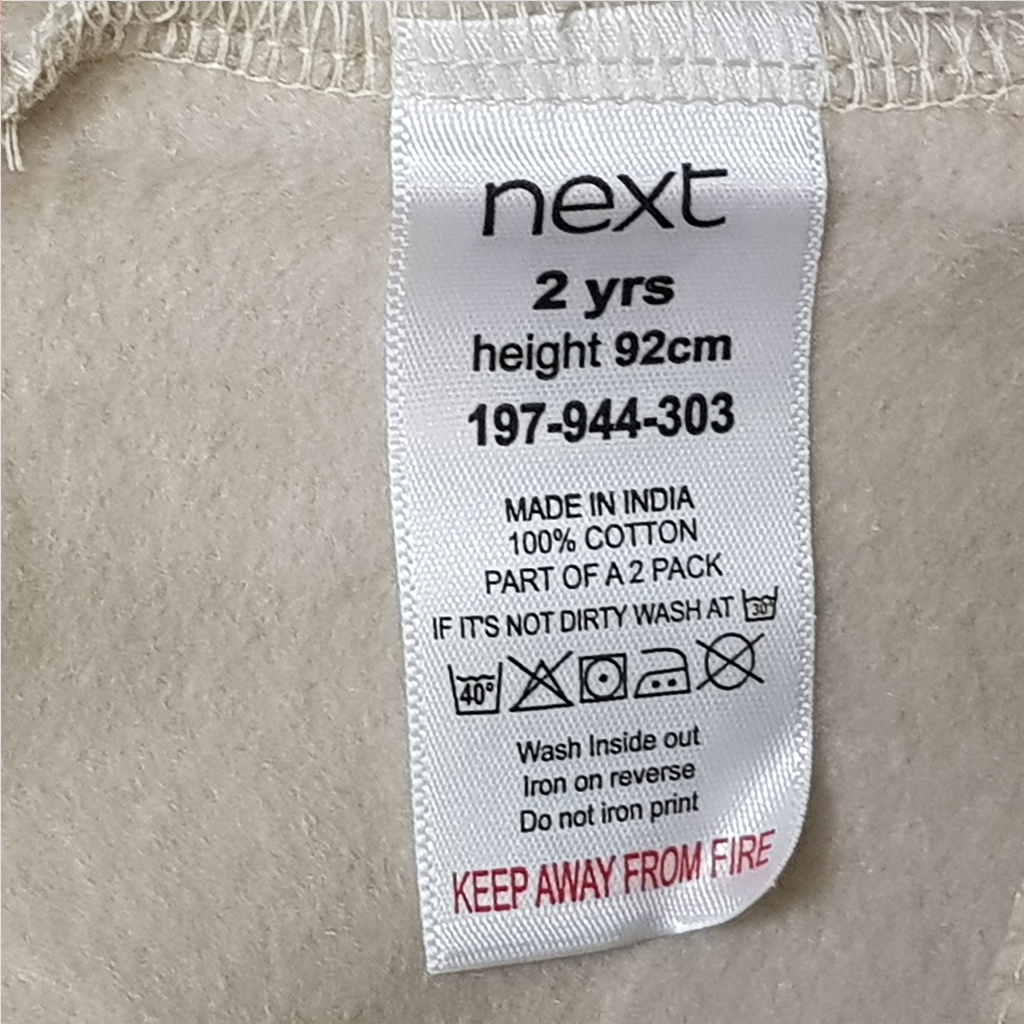 next
2 yrs
height 92cm
197-944-303
MADE IN INDIA
100% COTTON
PART OF A 2 PACK
IF IT'S NOT DIRTY WASH AT 30°
40°
Wash Inside out
Iron on reverse
Do not iron print
KEEP AWAY FROM FIRE